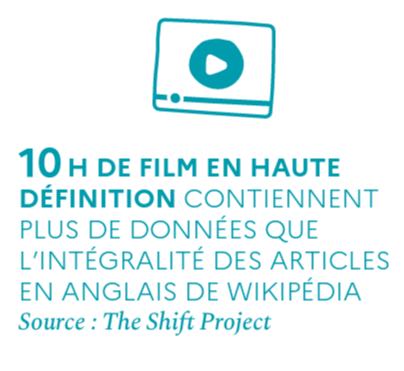 10 H DE FILM EN HAUTE
DÉFINITION CONTIENNENT
PLUS DE DONNÉES QUE
L’INTÉGRALITÉ DES ARTICLES
EN ANGLAIS DE WIKIPÉDIA
Source : The Shift Project